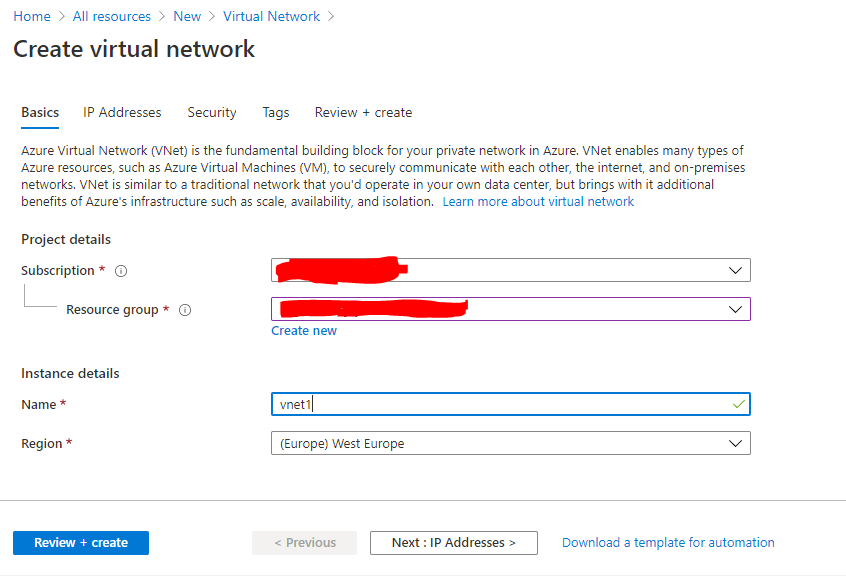 Home > All resources > New > Virtual Network >
Create virtual network
Basics IP Addresses Security Tags Review + create
Azure Virtual Network (VNet) is the fundamental building block for your private network in Azure. VNet enables many types of
Azure resources, such as Azure Virtual Machines (VM), to securely communicate with each other, the internet, and on-premises
networks. VNet is similar to a traditional network that you'd operate in your own data center, but brings with it additional
benefits of Azure's infrastructure such as scale, availability, and isolation. Learn more about virtual network
Project details
Subscription *
Resource group *
Create new
Instance details
Name * vnet1
Region * (Europe) West Europe
Review + create < Previous Next : IP Addresses > Download a template for automation